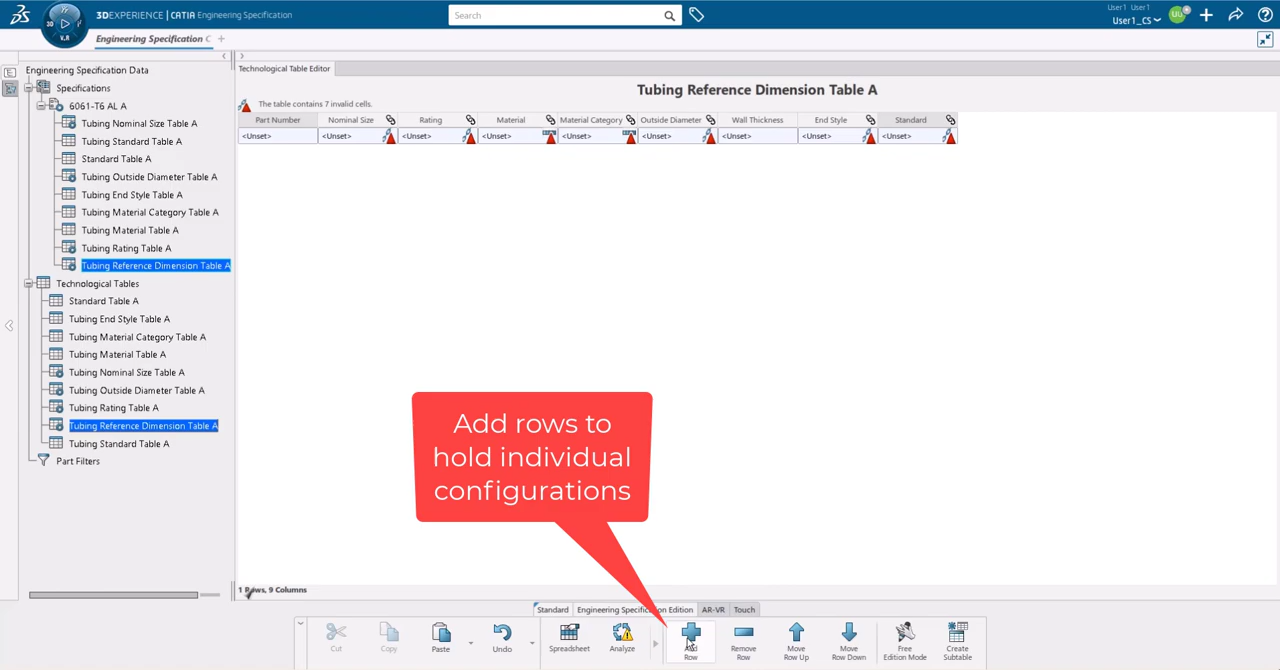 3DEXPERIENCE | CATIA Engineering Specification
Search
User1 User1
User1_CS
UU
3D
V.R
Engineering Specification C
+
Engineering Specification Data
Specifications
6061-T6 AL A
Tubing Nominal Size Table A
Tubing Standard Table A
Standard Table A
Tubing Outside Diameter Table A
Tubing End Style Table A
Tubing Material Category Table A
Tubing Material Table A
Tubing Rating Table A
Tubing Reference Dimension Table A
Technological Tables
Standard Table A
Tubing End Style Table A
Tubing Material Category Table A
Tubing Material Table A
Tubing Nominal Size Table A
Tubing Outside Diameter Table A
Tubing Rating Table A
Tubing Reference Dimension Table A
Tubing Standard Table A
Part Filters
Technological Table Editor
Tubing Reference Dimension Table A
The table contains 7 invalid cells.
Part Number Nominal Size Rating Material Material Category Outside Diameter Wall Thickness End Style Standard
<Unset> <Unset> <Unset> <Unset> <Unset> <Unset> <Unset> <Unset> <Unset>
Add rows to
hold individual
configurations
1 Rows, 9 Columns
Standard Engineering Specification Edition AR-VR Touch
Cut Copy Paste Undo Spreadsheet Analyze Add Row Remove Row Move Row Up Move Row Down Free Edition Mode Create Subtable